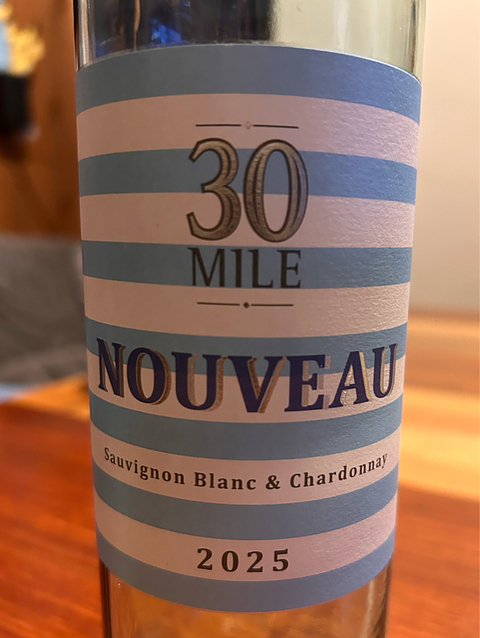 30
MILE
NOUVEAU
Sauvignon Blanc & Chardonnay
2025